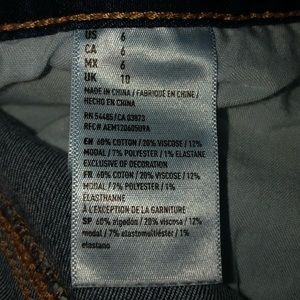 US 6
CA 6
MX 6
UK 10
MADE IN CHINA / FABRIQUÉ EN CHINE /
HECHO EN CHINA
RN 54485/CA 03873
EN 60% COTTON / 20% VISCOSE / 12%
MODAL / 7% POLYESTER / 1% ELASTANE
EXCLUSIVE OF DECORATION
FR 60% COTON / 20% VISCOSE / 12%
MODAL / 7% POLYESTER / 1%
ÉLASTHANNE
À L'EXCEPTION DE LA GARNITURE
SP 60% algodón / 20% viscosa / 12%
modal / 7% elastomultiéster / 1%
elastano